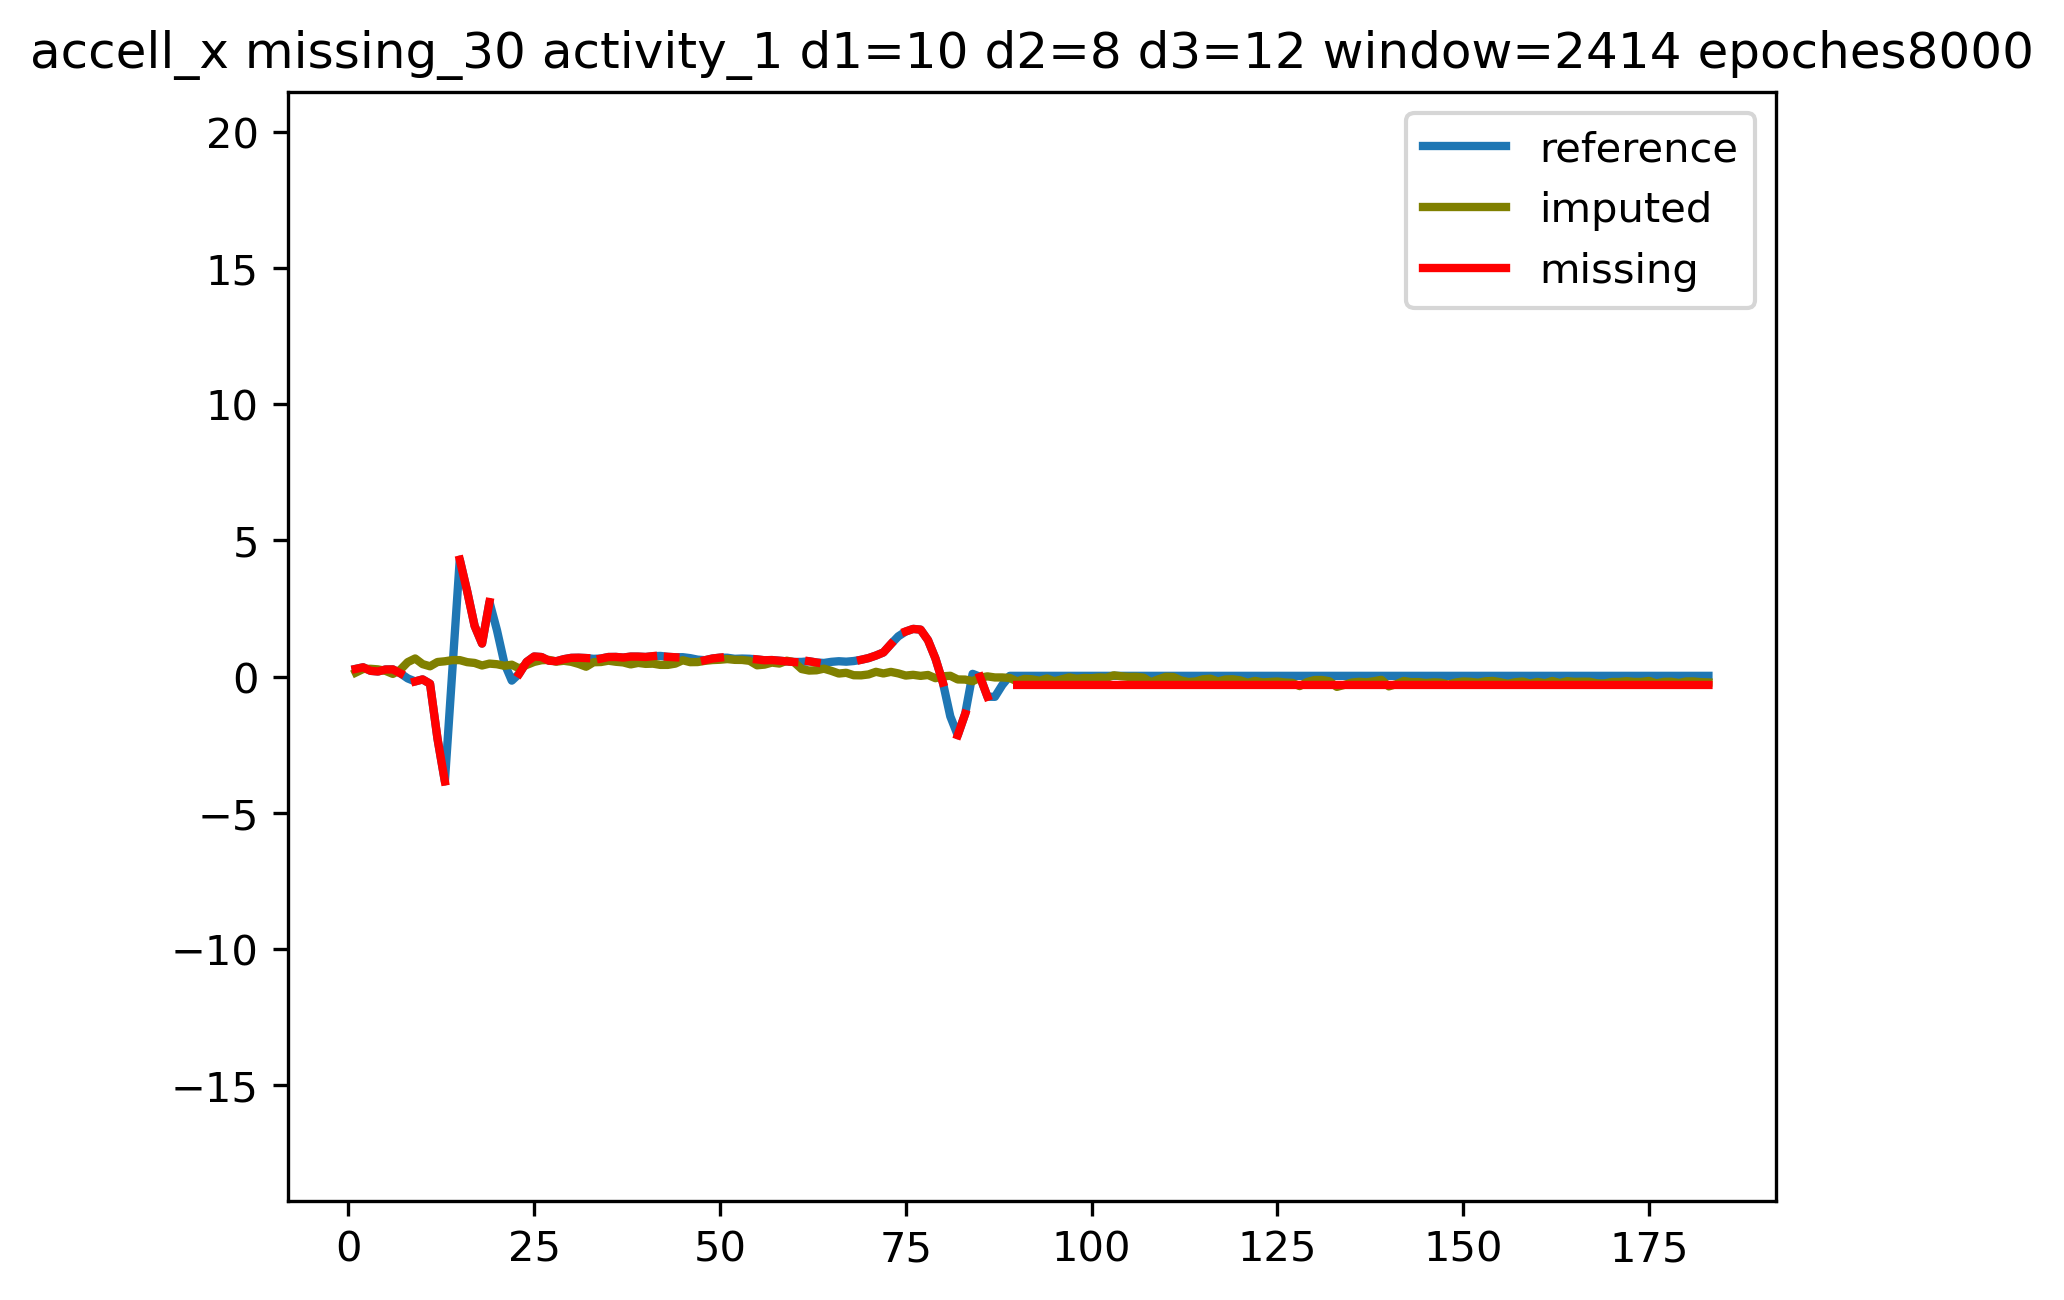 accell_x missing_30 activity_1 d1=10 d2=8 d3=12 window=2414 epoches8000
reference
imputed
missing
20
15
10
5
0
−5
−10
−15
0 25 50 75 100 125 150 175